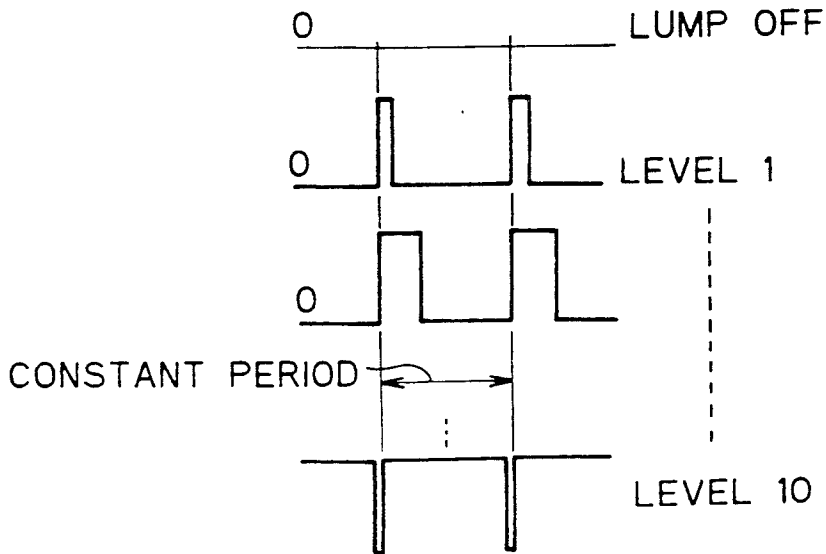 0 LUMP OFF
0 LEVEL 1
0
CONSTANT PERIOD
LEVEL 10